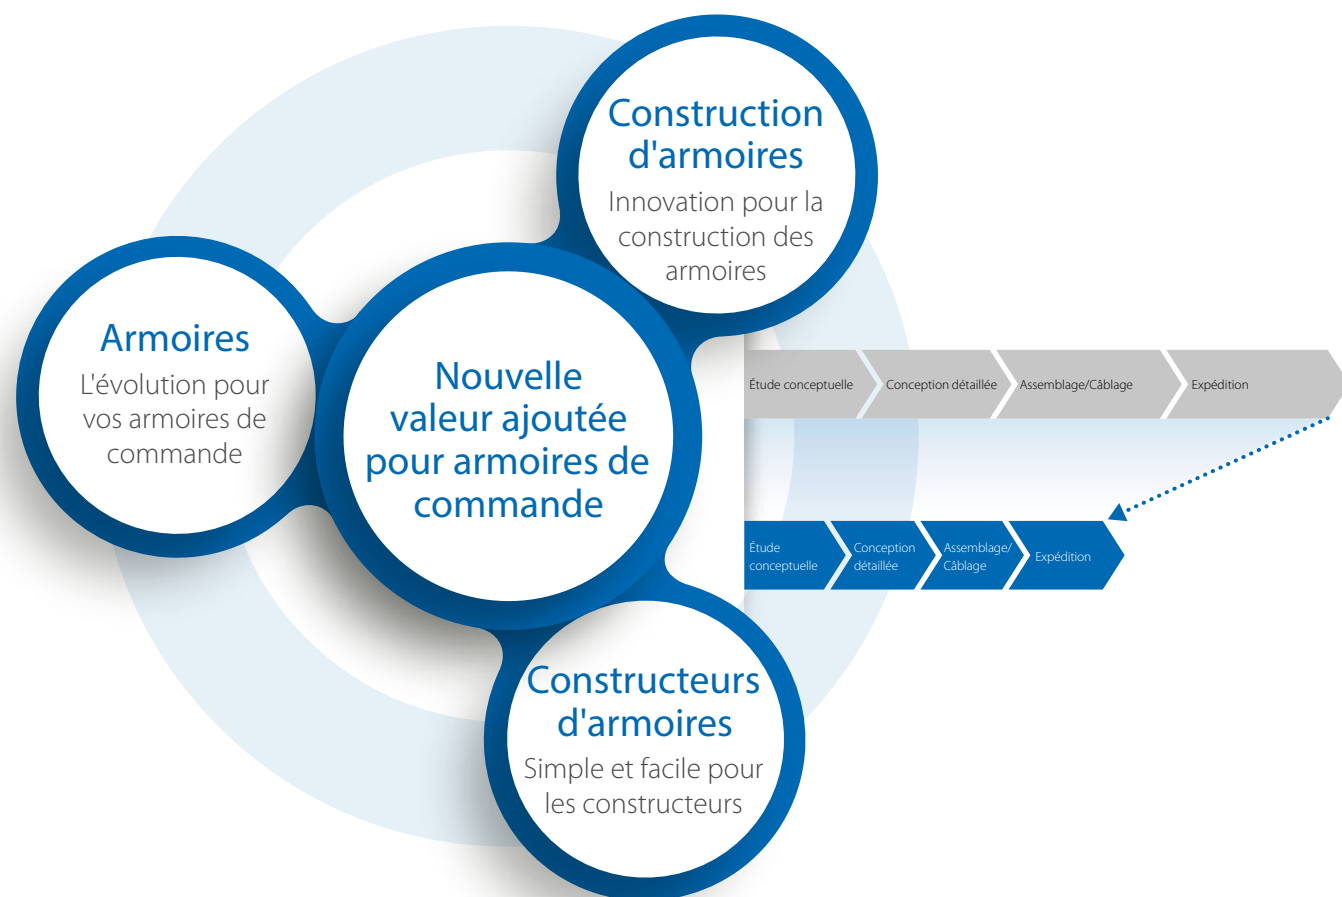 Construction
d'armoires
Innovation pour la
construction des
armoires
Armoires
L'évolution pour
vos armoires de
commande
Nouvelle
valeur ajoutée
pour armoires de
commande
Étude conceptuelle
Conception détaillée
Assemblage/Câblage
Expédition
Étude
conceptuelle
Conception
détaillée
Assemblage/
Câblage
Expédition
Constructeurs
d'armoires
Simple et facile pour
les constructeurs